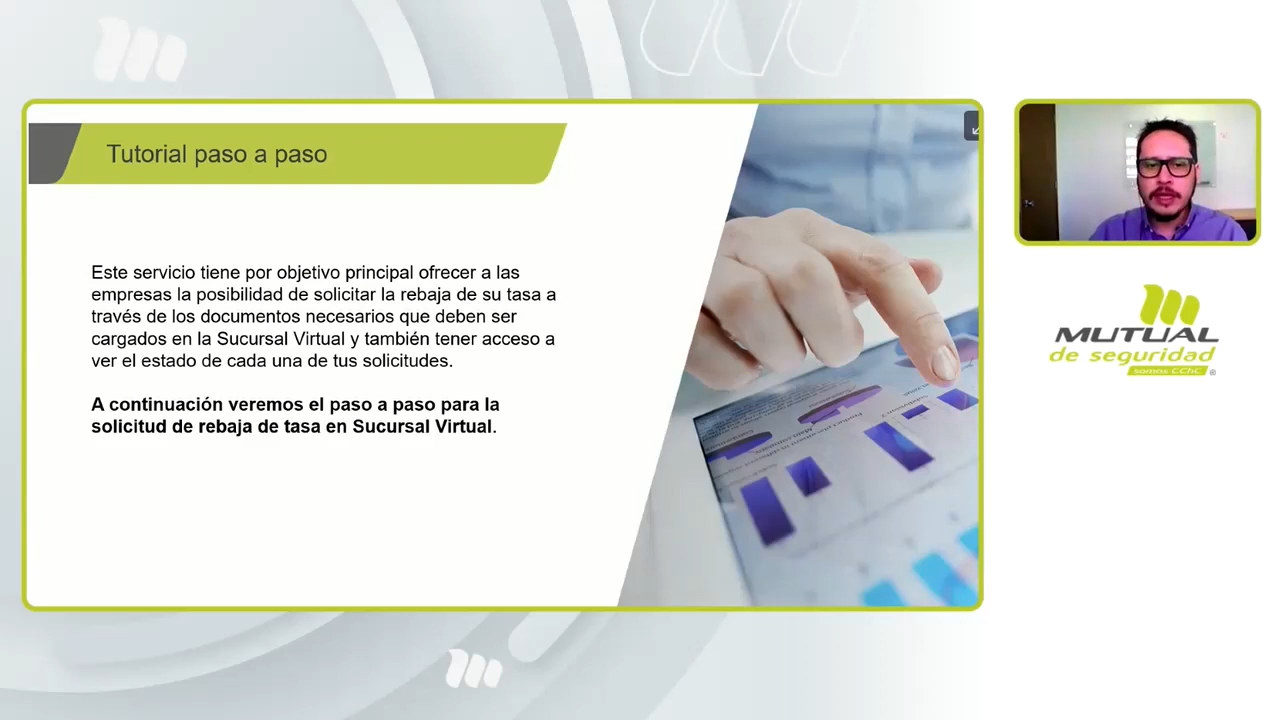 Tutorial paso a paso
Este servicio tiene por objetivo principal ofrecer a las
empresas la posibilidad de solicitar la rebaja de su tasa a
través de los documentos necesarios que deben ser
cargados en la Sucursal Virtual y también tener acceso a
ver el estado de cada una de tus solicitudes.
A continuación veremos el paso a paso para la
solicitud de rebaja de tasa en Sucursal Virtual.
MUTUAL
de seguridad
somos CChC